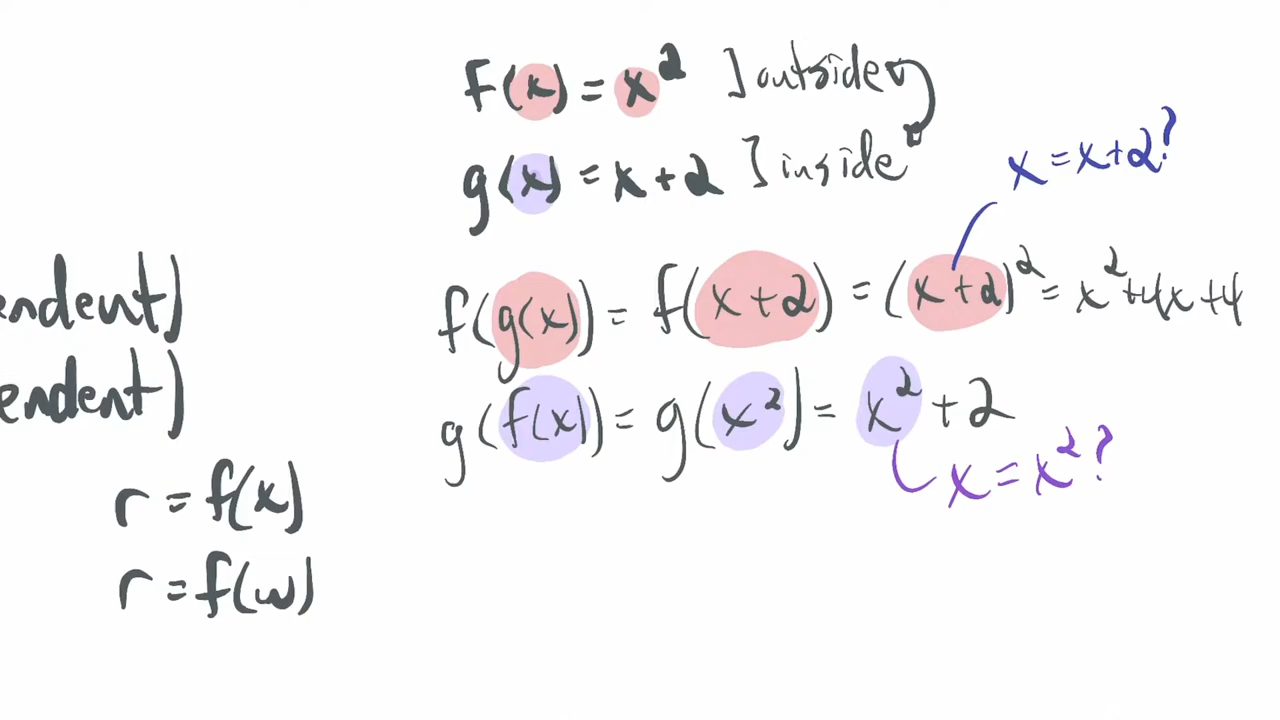 f(x) = x² ] outside
g(x) = x+2 ] inside
x = x+2?
f(g(x)) = f(x+2) = (x+2)² = x²+4x+4
g(f(x)) = g(x²) = x² + 2
x = x²?
endent)
endent)
r = f(x)
r = f(w)